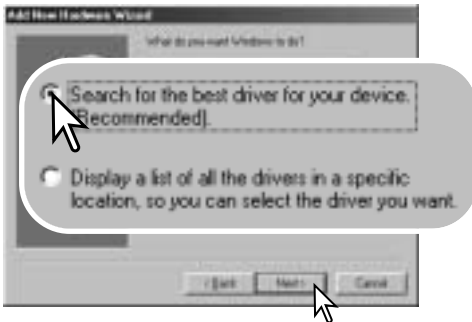 Add New Hardware Wizard
What do you want Windows to do?
Search for the best driver for your device.
(Recommended).
Display a list of all the drivers in a specific
location, so you can select the driver you want.
< Back Next > Cancel